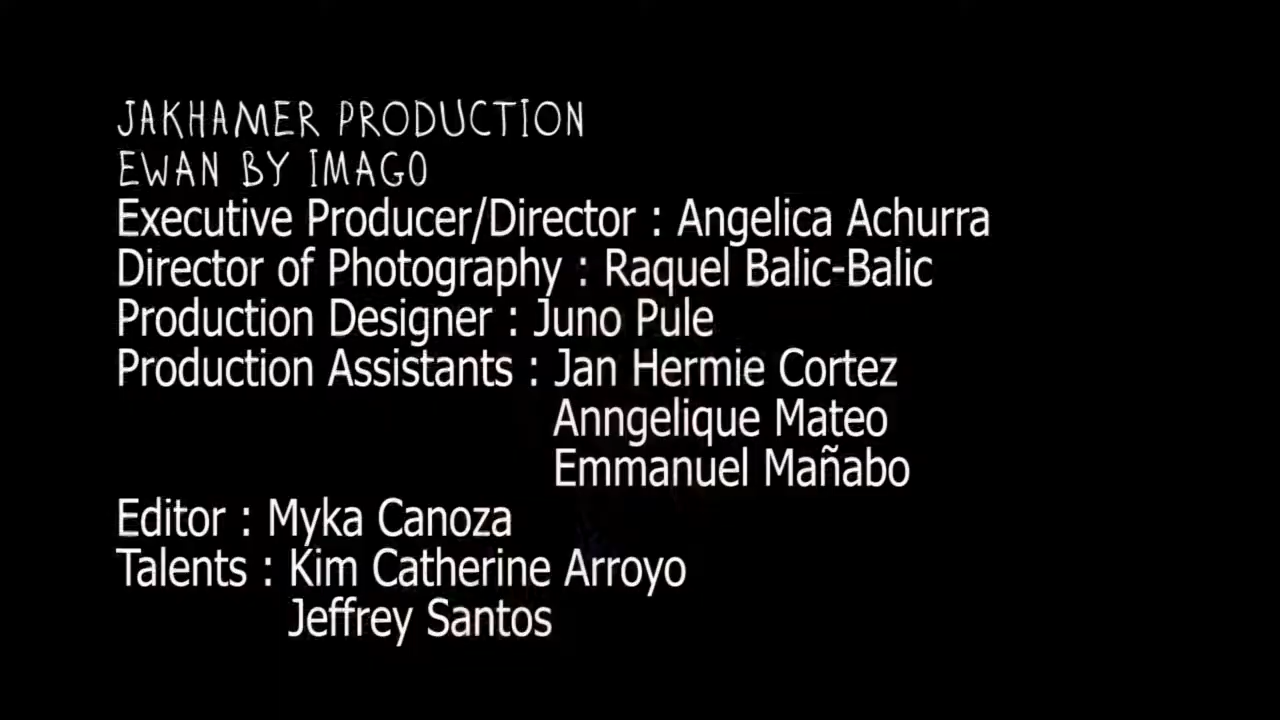 JAKHAMER PRODUCTION
EWAN BY IMAGO
Executive Producer/Director : Angelica Achurra
Director of Photography : Raquel Balic-Balic
Production Designer : Juno Pule
Production Assistants : Jan Hermie Cortez
Anngelique Mateo
Emmanuel Mañabo
Editor : Myka Canoza
Talents : Kim Catherine Arroyo
Jeffrey Santos